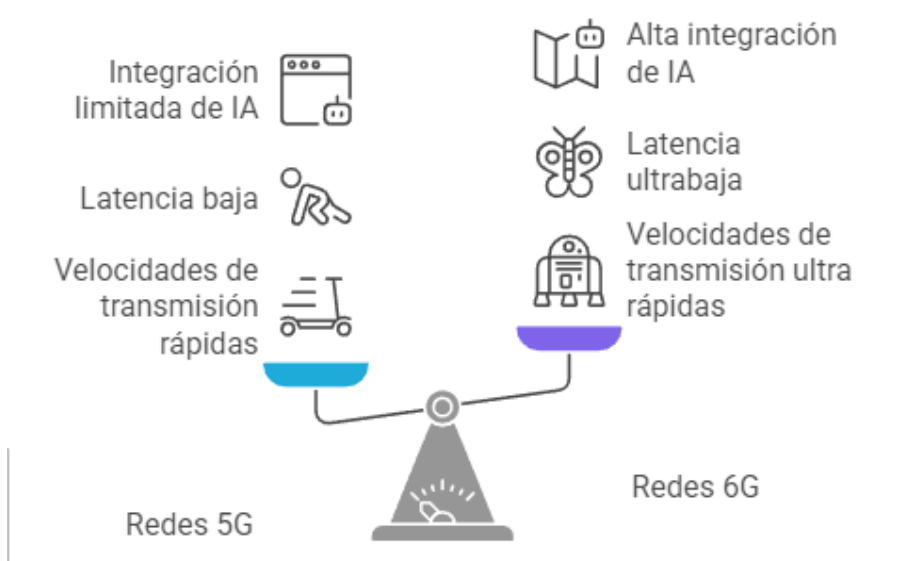 Integración
limitada de IA
Latencia baja
Velocidades de
transmisión
rápidas
Alta integración
de IA
Latencia
ultrabaja
Velocidades de
transmisión ultra
rápidas
Redes 5G
Redes 6G